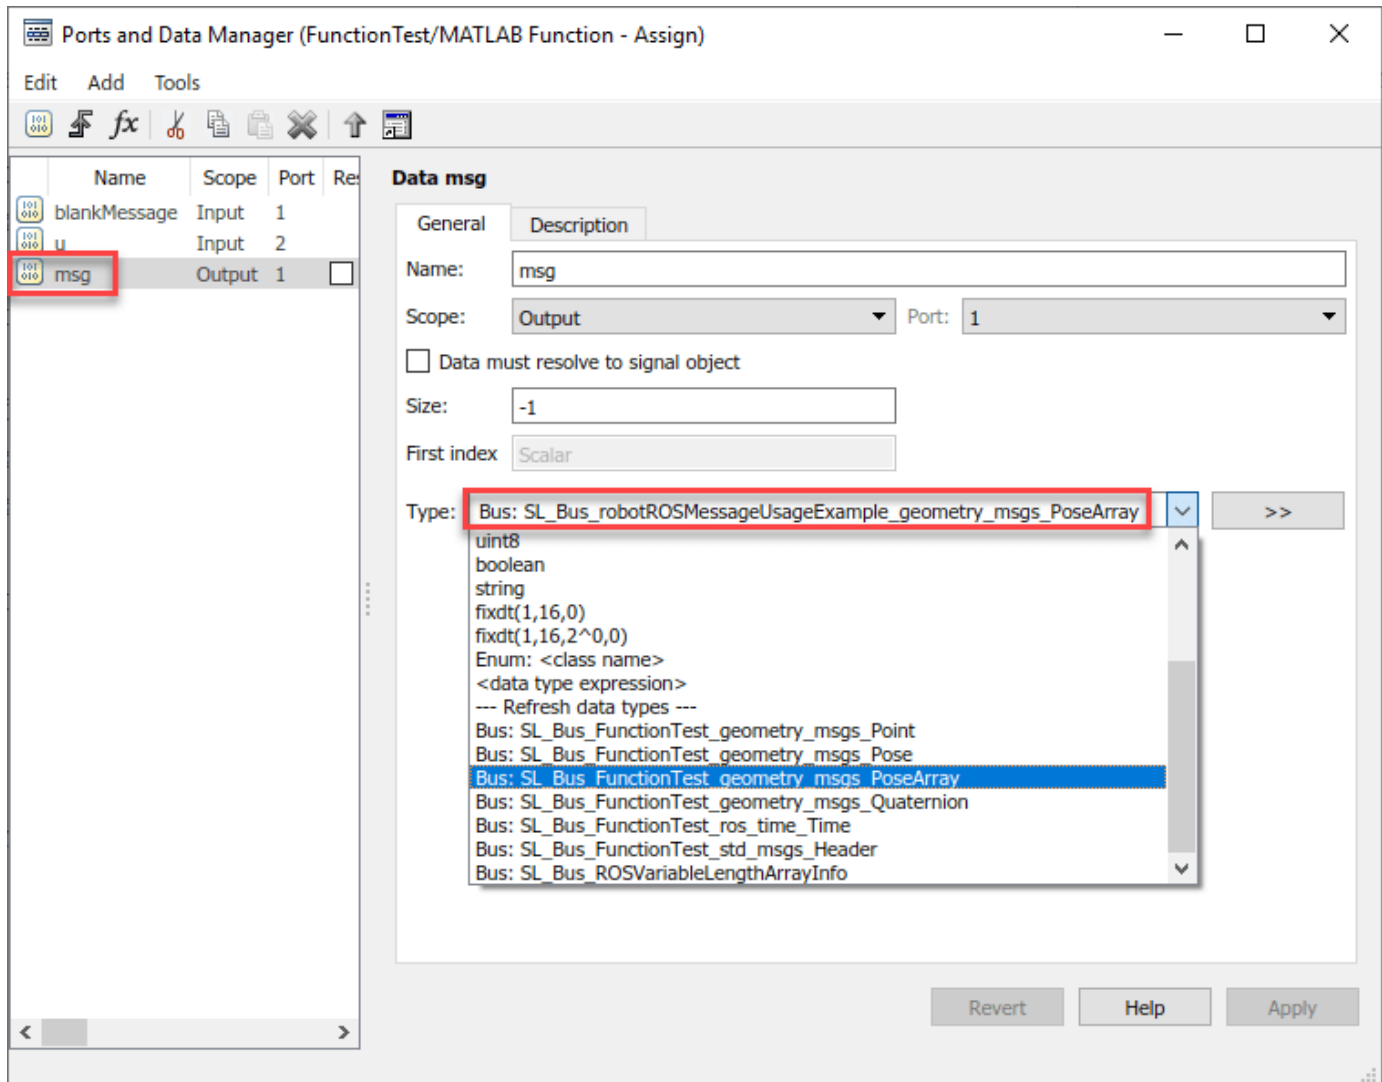 Ports and Data Manager (FunctionTest/MATLAB Function - Assign)
Edit Add Tools
fx
Name Scope Port Res
blankMessage Input 1
u Input 2
msg Output 1
Data msg
General Description
Name: msg
Scope: Output Port: 1
Data must resolve to signal object
Size: -1
First index Scalar
Type: Bus: SL_Bus_robotROSMessageUsageExample_geometry_msgs_PoseArray >>
uint8
boolean
string
fixdt(1,16,0)
fixdt(1,16,2^0,0)
Enum: <class name>
<data type expression>
--- Refresh data types ---
Bus: SL_Bus_FunctionTest_geometry_msgs_Point
Bus: SL_Bus_FunctionTest_geometry_msgs_Pose
Bus: SL_Bus_FunctionTest_geometry_msgs_PoseArray
Bus: SL_Bus_FunctionTest_geometry_msgs_Quaternion
Bus: SL_Bus_FunctionTest_ros_time_Time
Bus: SL_Bus_FunctionTest_std_msgs_Header
Bus: SL_Bus_ROSVariableLengthArrayInfo
Revert Help Apply